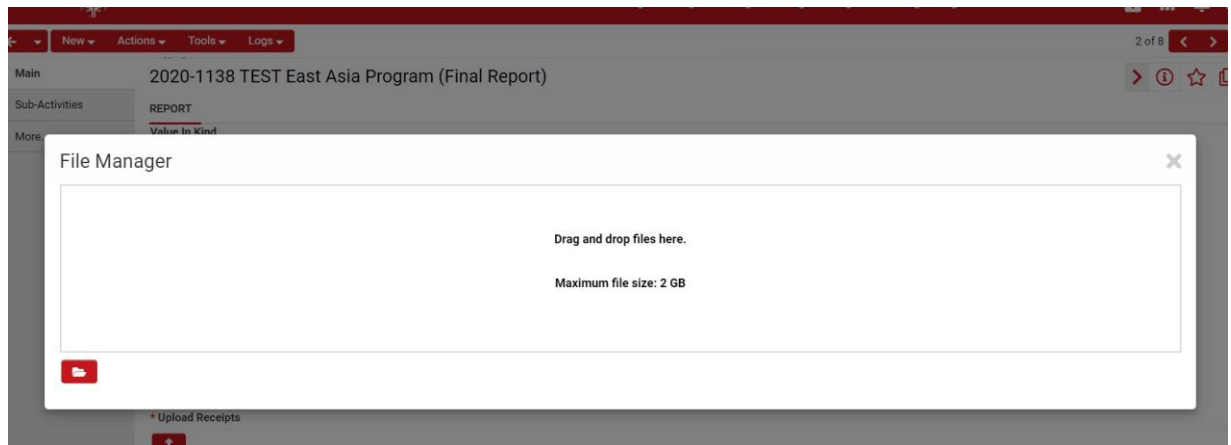 New Actions Tools Logs 2 of 8
Main
2020-1138 TEST East Asia Program (Final Report)
Sub-Activities
REPORT
More.
Value In Kind
File Manager
Drag and drop files here.
Maximum file size: 2 GB
* Upload Receipts